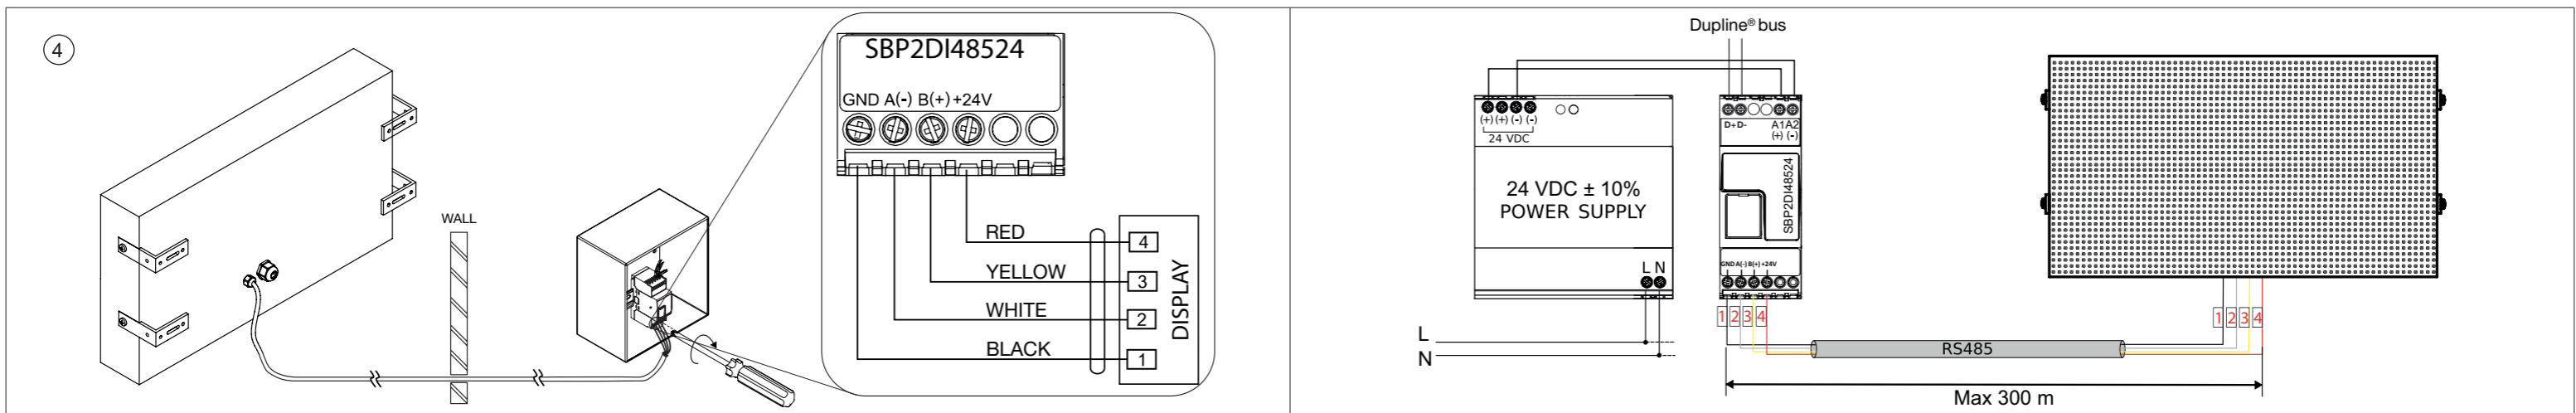 4
WALL
SBP2DI48524
GND A(-) B(+) +24V
RED
4
YELLOW
3
WHITE
2
BLACK
1
DISPLAY
Dupline® bus
(+) (+) (-) (-)
24 VDC
24 VDC ± 10%
POWER SUPPLY
L N
L
N
D+ D-
A1 A2
(+) (-)
SBP2DI48524
GND A(-) B(+) +24V
1 2 3 4
RS485
1 2 3 4
Max 300 m